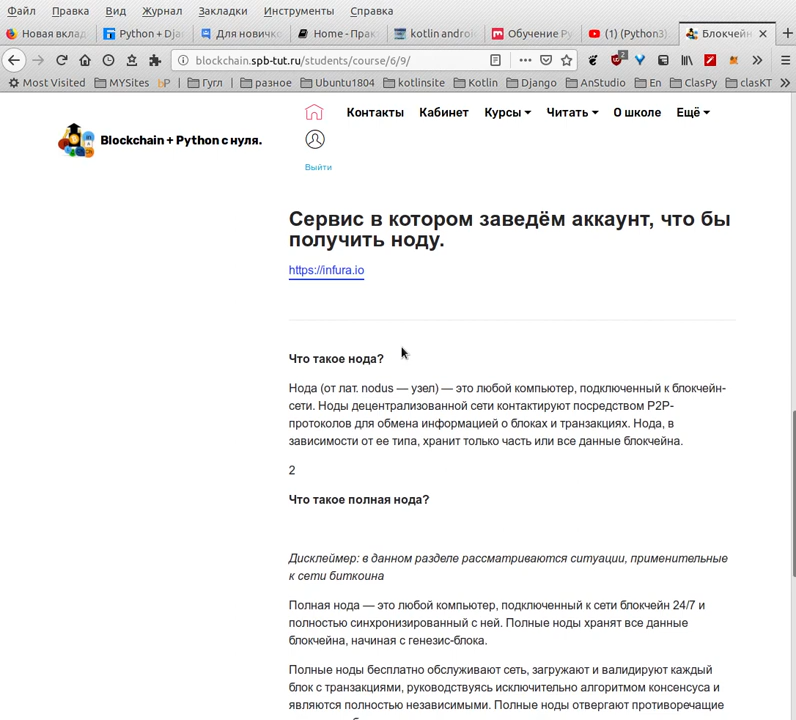 Файл Правка Вид Журнал Закладки Инструменты Справка
Новая вклад Python + Dja Для новичко Home - Прак kotlin androi Обучение Py (1) (Python3) Блокчейн
blockchain.spb-tut.ru/students/course/6/9/ 2
Most Visited MYSites bP Гугл разное Ubuntu1804 kotlinsite Kotlin Django AnStudio En ClasPy clasKT
Контакты Кабинет Курсы Читать О школе Ещё
Blockchain + Python с нуля.
Выйти
Сервис в котором заведём аккаунт, что бы
получить ноду.
https://infura.io
Что такое нода?
Нода (от лат. nodus — узел) — это любой компьютер, подключенный к блокчейн-
сети. Ноды децентрализованной сети контактируют посредством P2P-
протоколов для обмена информацией о блоках и транзакциях. Нода, в
зависимости от ее типа, хранит только часть или все данные блокчейна.
2
Что такое полная нода?
Дисклеймер: в данном разделе рассматриваются ситуации, применительные
к сети биткоина
Полная нода — это любой компьютер, подключенный к сети блокчейн 24/7 и
полностью синхронизированный с ней. Полные ноды хранят все данные
блокчейна, начиная с генезис-блока.
Полные ноды бесплатно обслуживают сеть, загружают и валидируют каждый
блок с транзакциями, руководствуясь исключительно алгоритмом консенсуса и
являются полностью независимыми. Полные ноды отвергают противоречащие